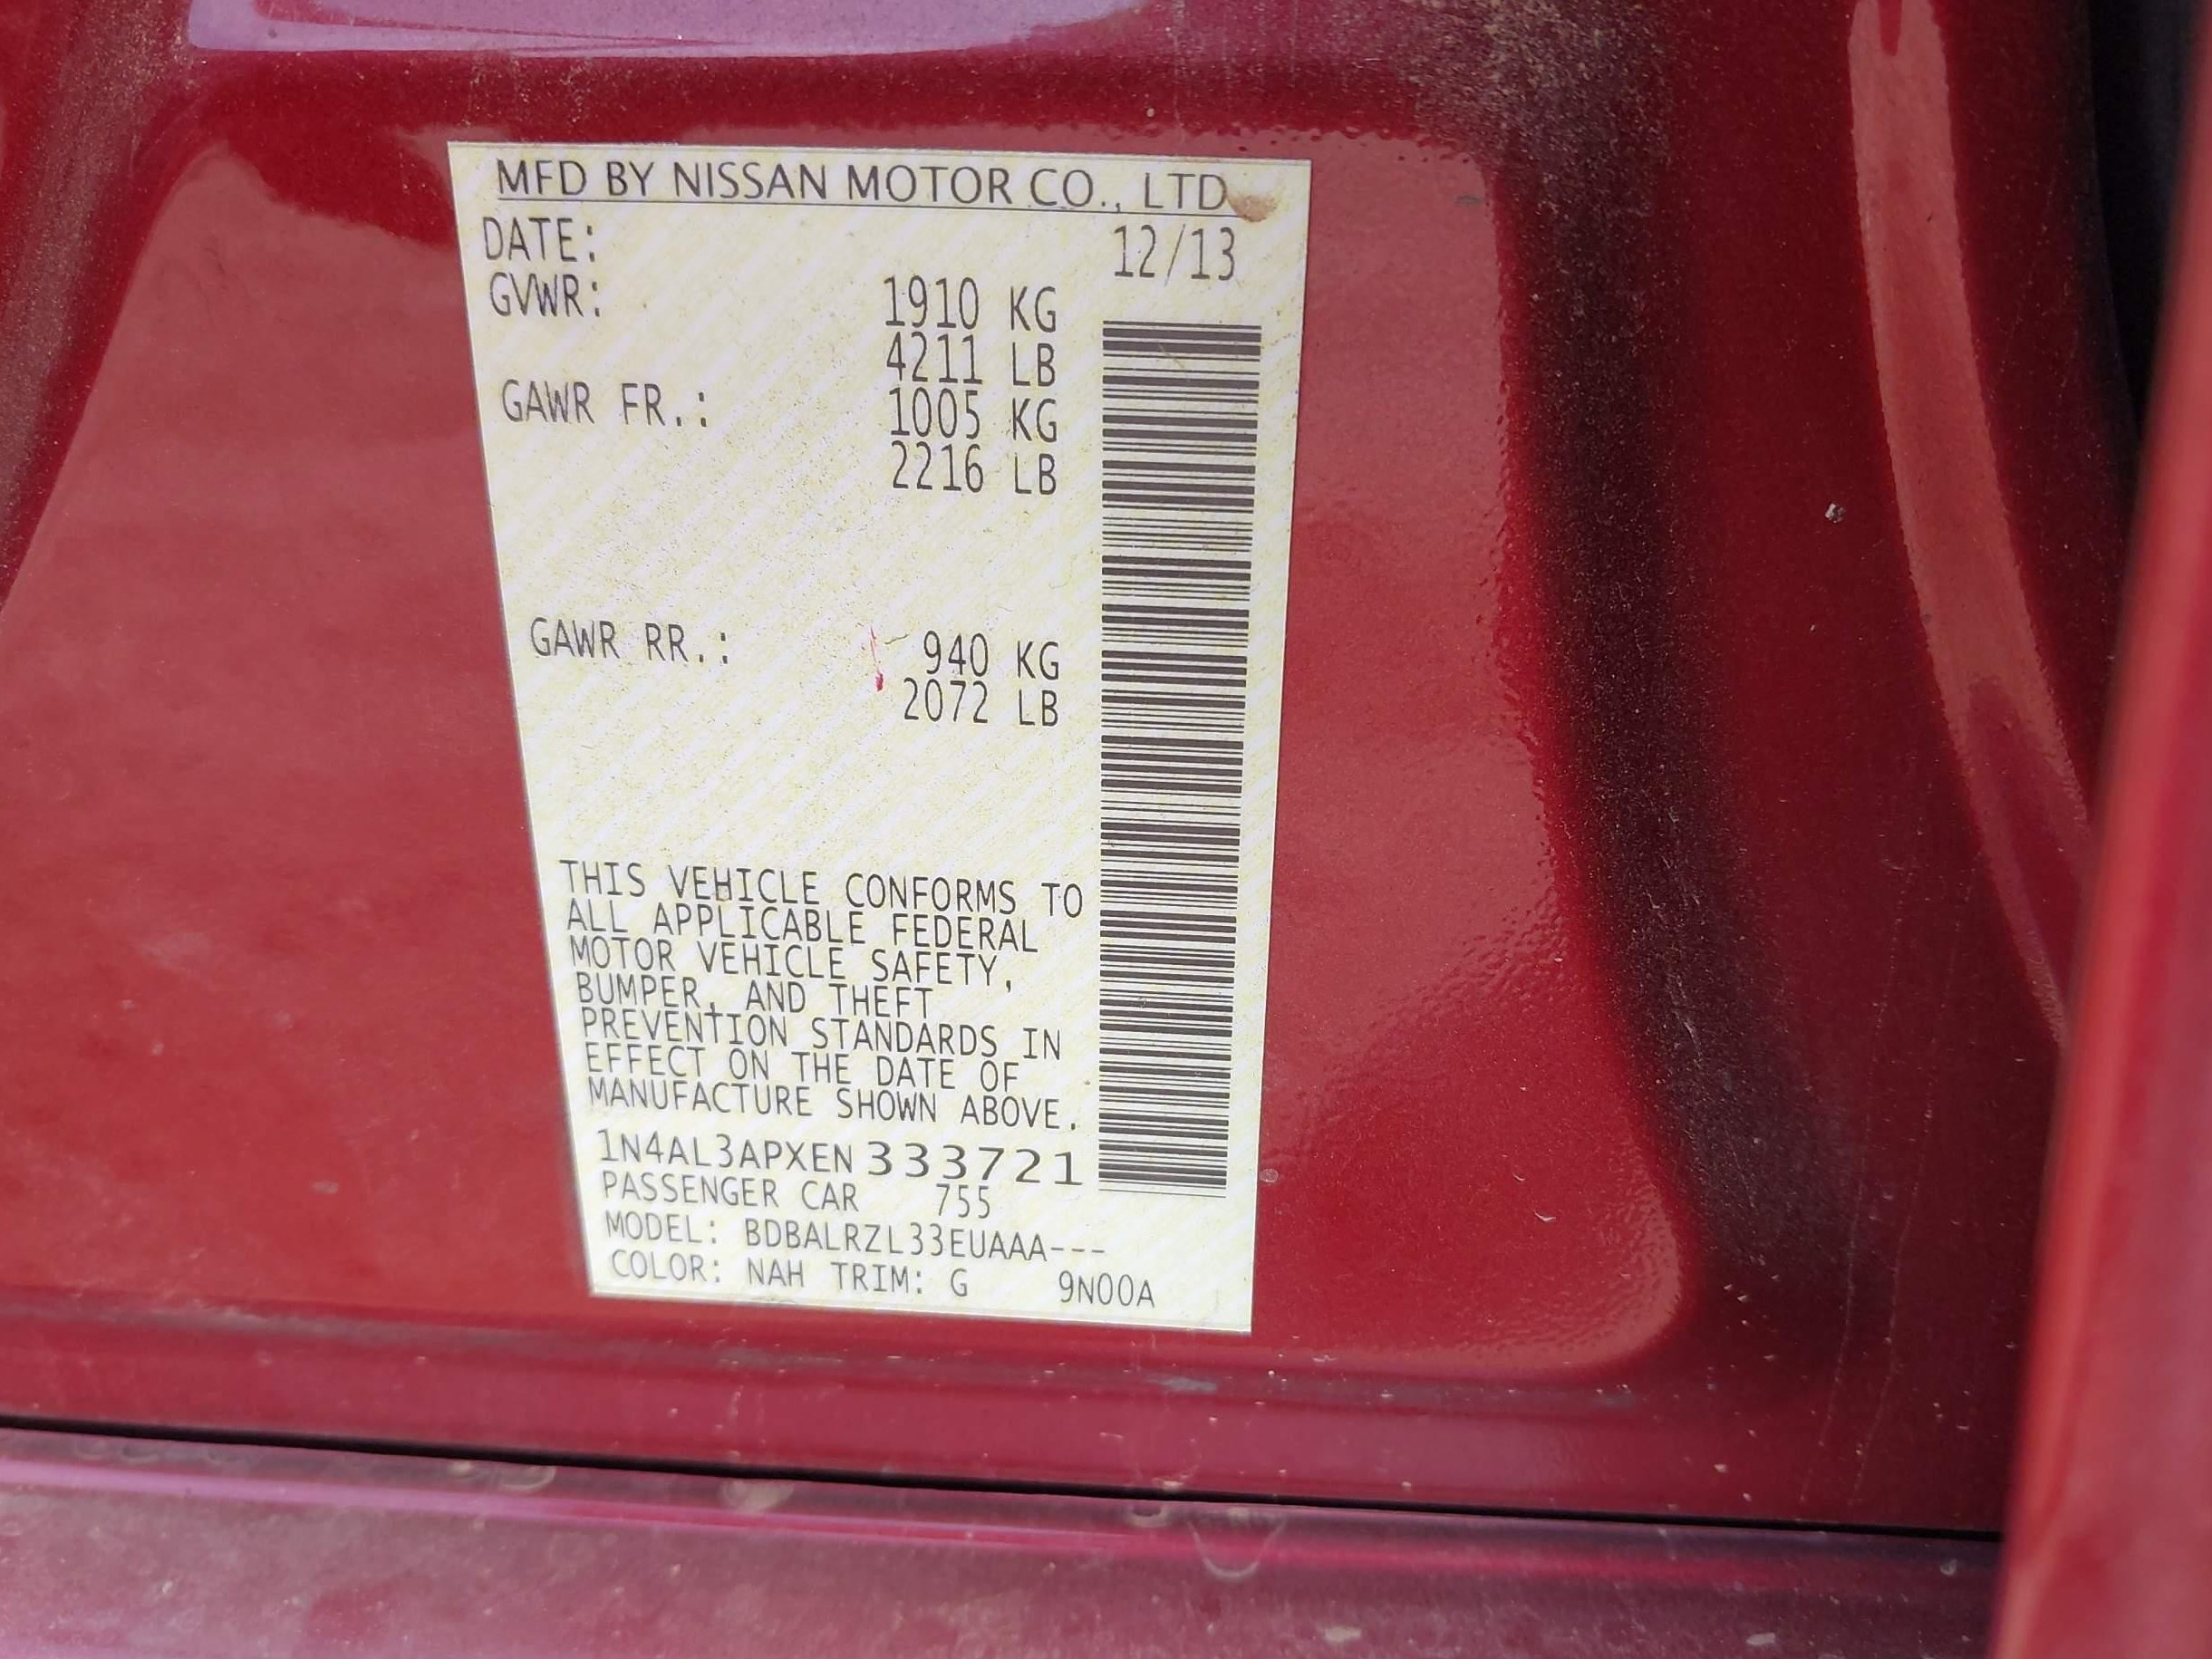 MFD BY NISSAN MOTOR CO., LTD
DATE: 12/13
GVWR: 1910 KG
4211 LB
GAWR FR.: 1005 KG
2216 LB
GAWR RR.: 940 KG
2072 LB
THIS VEHICLE CONFORMS TO
ALL APPLICABLE FEDERAL
MOTOR VEHICLE SAFETY,
BUMPER, AND THEFT
PREVENTION STANDARDS IN
EFFECT ON THE DATE OF
MANUFACTURE SHOWN ABOVE.
1N4AL3APXEN333721
PASSENGER CAR 755
MODEL: BDBALRZL33EUAAA---
COLOR: NAH TRIM: G 9N00A